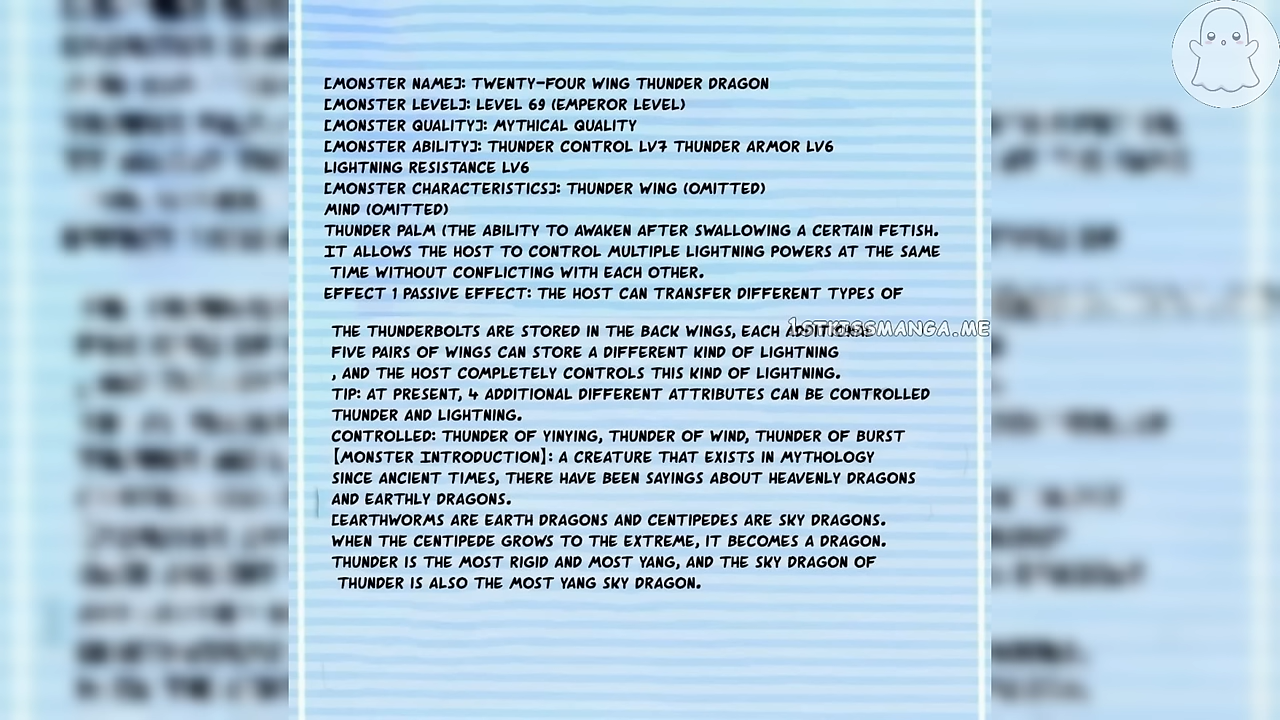 [MONSTER NAME]: TWENTY-FOUR WING THUNDER DRAGON
[MONSTER LEVEL]: LEVEL 69 (EMPEROR LEVEL)
[MONSTER QUALITY]: MYTHICAL QUALITY
[MONSTER ABILITY]: THUNDER CONTROL LV7 THUNDER ARMOR LV6
LIGHTNING RESISTANCE LV6
[MONSTER CHARACTERISTICS]: THUNDER WING (OMITTED)
MIND (OMITTED)
THUNDER PALM (THE ABILITY TO AWAKEN AFTER SWALLOWING A CERTAIN FETISH.
IT ALLOWS THE HOST TO CONTROL MULTIPLE LIGHTNING POWERS AT THE SAME
TIME WITHOUT CONFLICTING WITH EACH OTHER.
EFFECT 1 PASSIVE EFFECT: THE HOST CAN TRANSFER DIFFERENT TYPES OF
THE THUNDERBOLTS ARE STORED IN THE BACK WINGS, EACH
1STKISSMANGA.ME
FIVE PAIRS OF WINGS CAN STORE A DIFFERENT KIND OF LIGHTNING
, AND THE HOST COMPLETELY CONTROLS THIS KIND OF LIGHTNING.
TIP: AT PRESENT, 4 ADDITIONAL DIFFERENT ATTRIBUTES CAN BE CONTROLLED
THUNDER AND LIGHTNING.
CONTROLLED: THUNDER OF YINYING, THUNDER OF WIND, THUNDER OF BURST
[MONSTER INTRODUCTION]: A CREATURE THAT EXISTS IN MYTHOLOGY
SINCE ANCIENT TIMES, THERE HAVE BEEN SAYINGS ABOUT HEAVENLY DRAGONS
AND EARTHLY DRAGONS.
[EARTHWORMS ARE EARTH DRAGONS AND CENTIPEDES ARE SKY DRAGONS.
WHEN THE CENTIPEDE GROWS TO THE EXTREME, IT BECOMES A DRAGON.
THUNDER IS THE MOST RIGID AND MOST YANG, AND THE SKY DRAGON OF
THUNDER IS ALSO THE MOST YANG SKY DRAGON.